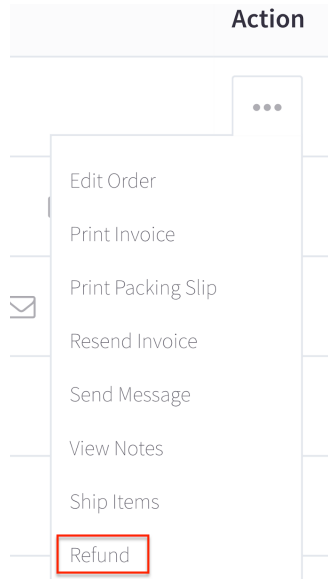 Action
Edit Order
Print Invoice
Print Packing Slip
Resend Invoice
Send Message
View Notes
Ship Items
Refund